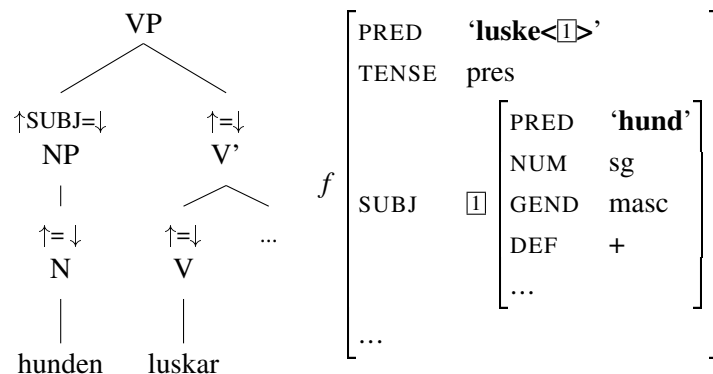 VP
↑SUBJ=↓ ↑=↓
NP V’
↑=↓ ↑=↓ ...
N V
hunden luskar
f
PRED ‘luske<1>’
TENSE pres
SUBJ 1
PRED ‘hund’
NUM sg
GEND masc
DEF +
...
...